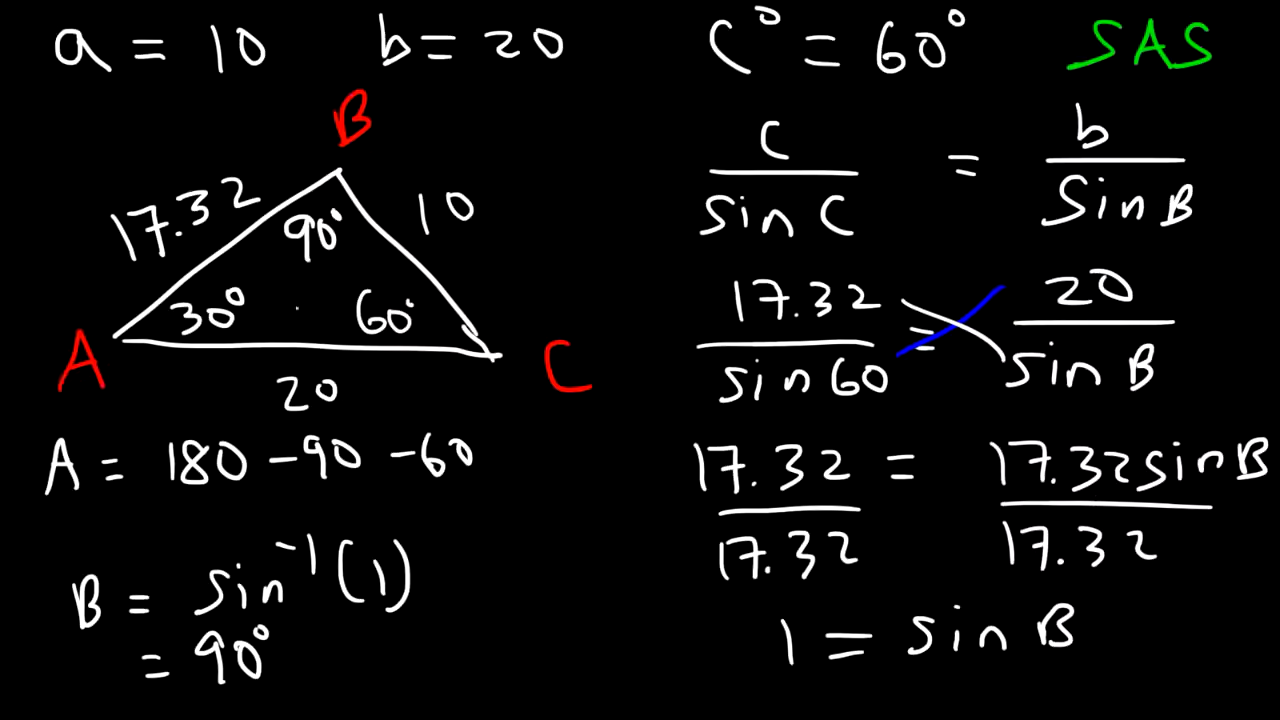 a = 10 b = 20 C° = 60° SAS
B
17.32 10
90°
30° 60°
A C
20
A = 180 - 90 - 60
B = sin⁻¹(1)
= 90°
c / sin C = b / sin B
17.32 / sin 60 = 20 / sin B
17.32 / 17.32 = 17.32 sin B / 17.32
1 = sin B